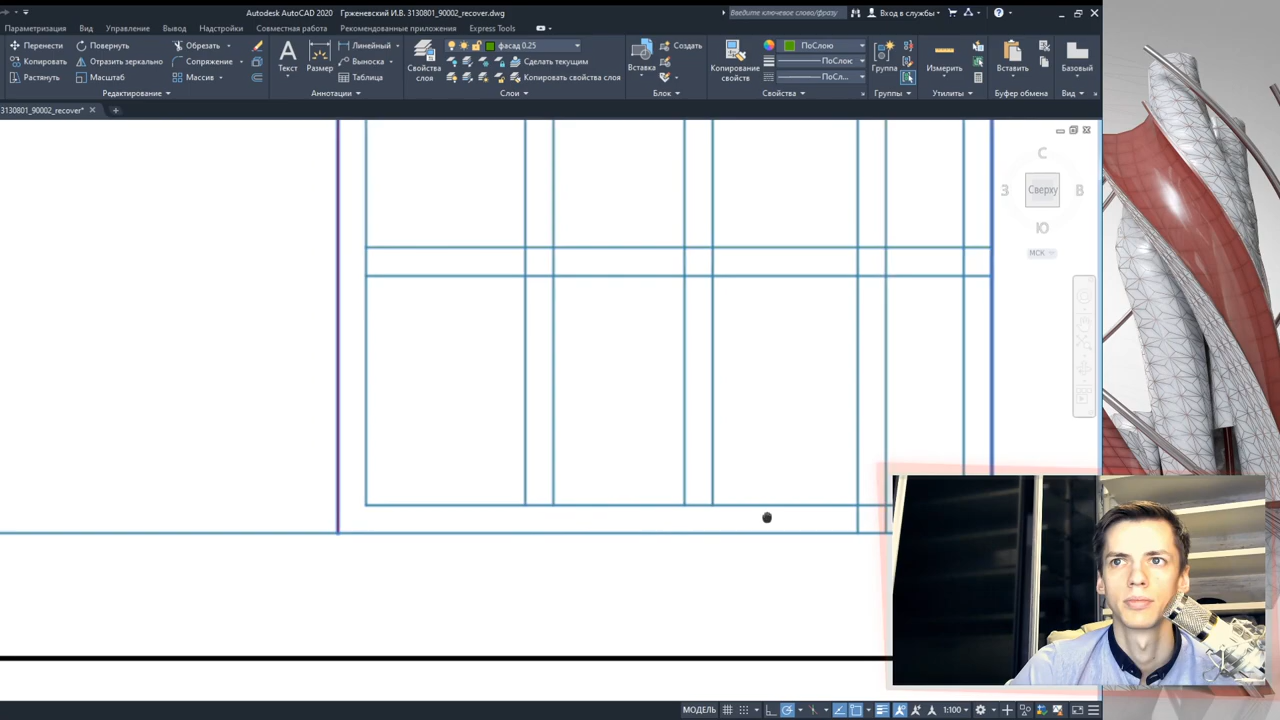 Autodesk AutoCAD 2020 Грженевский И.В. 3130801_90002_recover.dwg
Введите ключевое слово/фразу
Вход в службы
Параметризация Вид Управление Вывод Надстройки Совместная работа Рекомендованные приложения Express Tools
Перенести Повернуть Обрезать
Копировать Отразить зеркально Сопряжение
Растянуть Масштаб Массив
Редактирование
Текст
Размер
Линейный
Выноска
Таблица
Аннотации
Свойства
слоя
фасад 0.25
Сделать текущим
Копировать свойства слоя
Слои
Вставка
Создать
Блок
Копирование
свойств
ПоСлою
ПоСлою
ПоСл...
Свойства
Группа
Группы
Измерить
Утилиты
Вставить
Буфер обмена
Базовый
Вид
3130801_90002_recover*
С
З Сверху В
Ю
МСК
МОДЕЛЬ
1:100